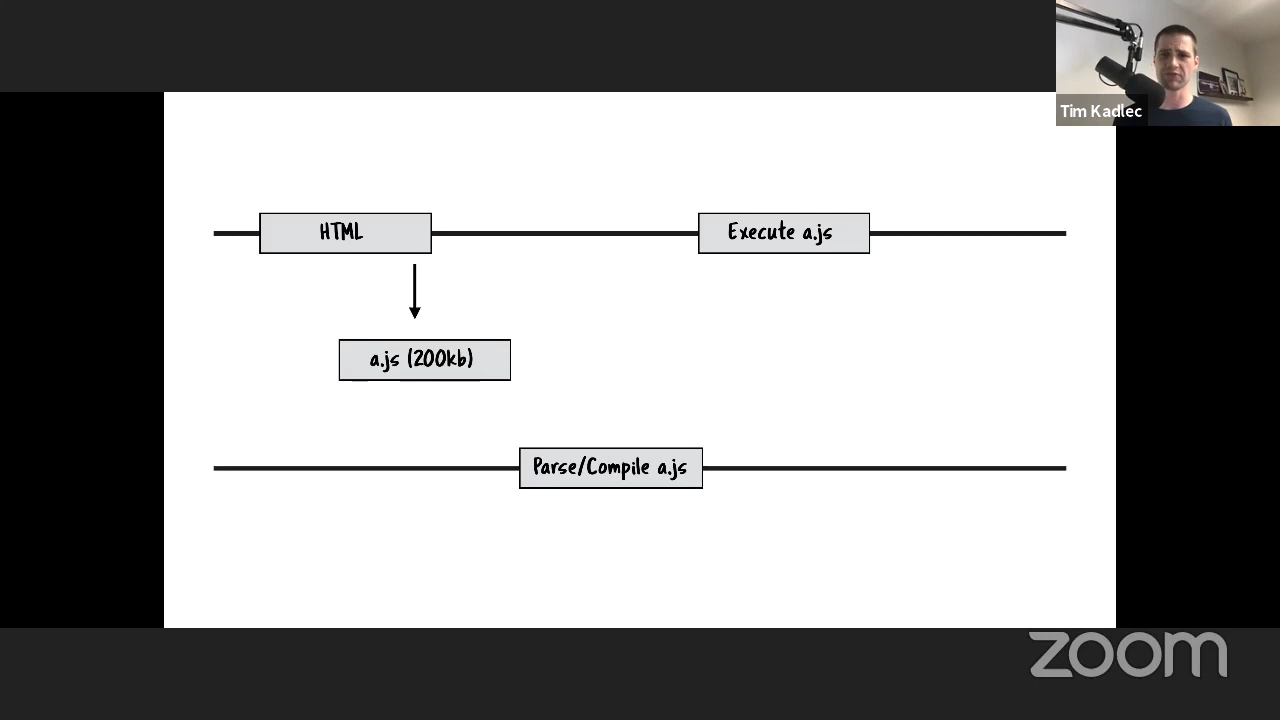 Tim Kadlec
HTML
Execute a.js
a.js (200kb)
Parse/Compile a.js
zoom